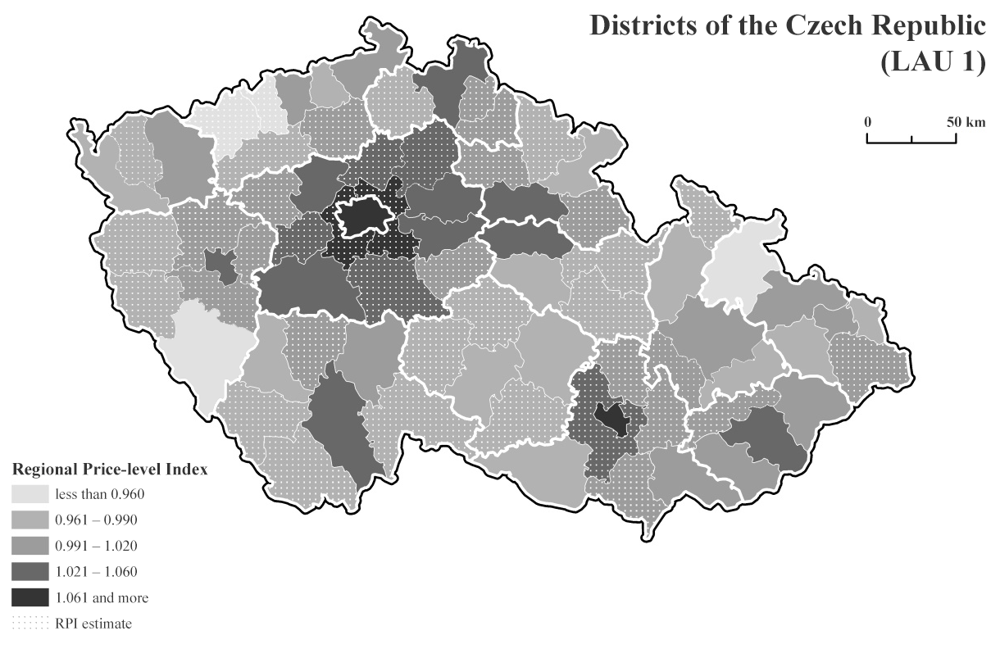 Districts of the Czech Republic
(LAU 1)
0 50 km
Regional Price-level Index
less than 0.960
0.961 – 0.990
0.991 – 1.020
1.021 – 1.060
1.061 and more
RPI estimate